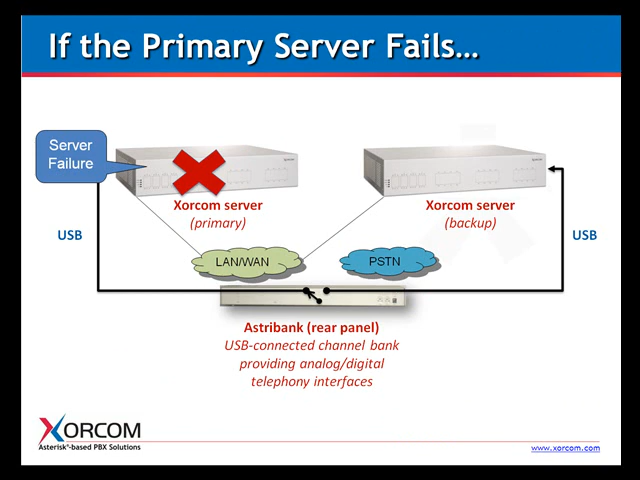 If the Primary Server Fails...
Server
Failure
Xorcom server
(primary)
Xorcom server
(backup)
USB
USB
LAN/WAN
PSTN
Astribank (rear panel)
USB-connected channel bank
providing analog/digital
telephony interfaces
XORCOM
Asterisk®-based PBX Solutions
www.xorcom.com